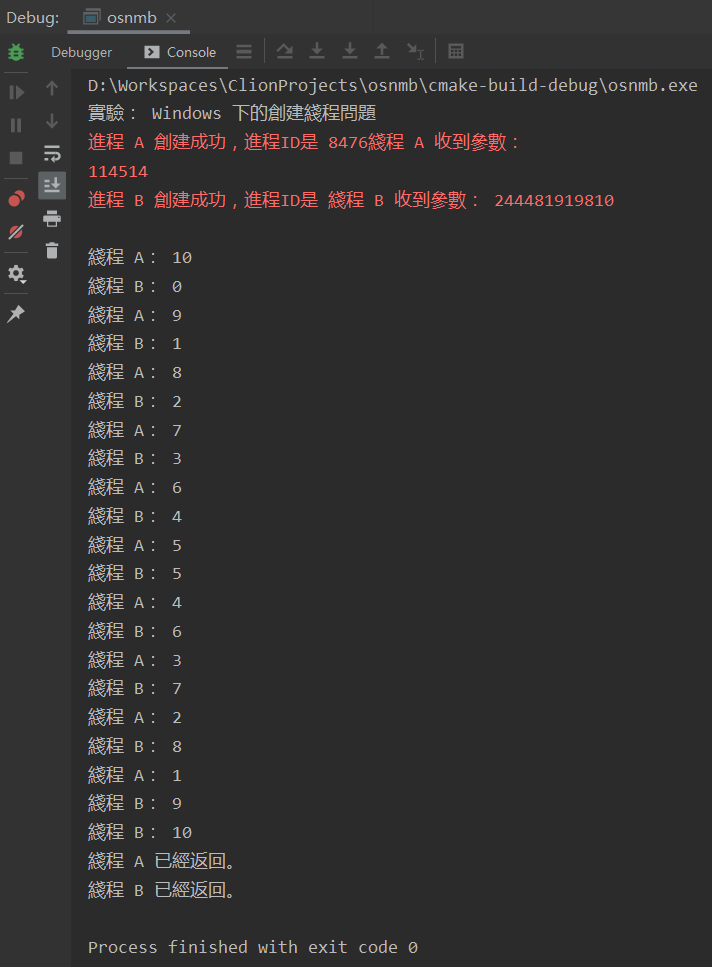 Debug: osnmb
Debugger Console
D:\Workspaces\ClionProjects\osnmb\cmake-build-debug\osnmb.exe
實驗： Windows 下的創建綫程問題
進程 A 創建成功，進程ID是 8476綫程 A 收到參數：
114514
進程 B 創建成功，進程ID是 綫程 B 收到參數： 244481919810
綫程 A： 10
綫程 B： 0
綫程 A： 9
綫程 B： 1
綫程 A： 8
綫程 B： 2
綫程 A： 7
綫程 B： 3
綫程 A： 6
綫程 B： 4
綫程 A： 5
綫程 B： 5
綫程 A： 4
綫程 B： 6
綫程 A： 3
綫程 B： 7
綫程 A： 2
綫程 B： 8
綫程 A： 1
綫程 B： 9
綫程 B： 10
綫程 A 已經返回。
綫程 B 已經返回。
Process finished with exit code 0